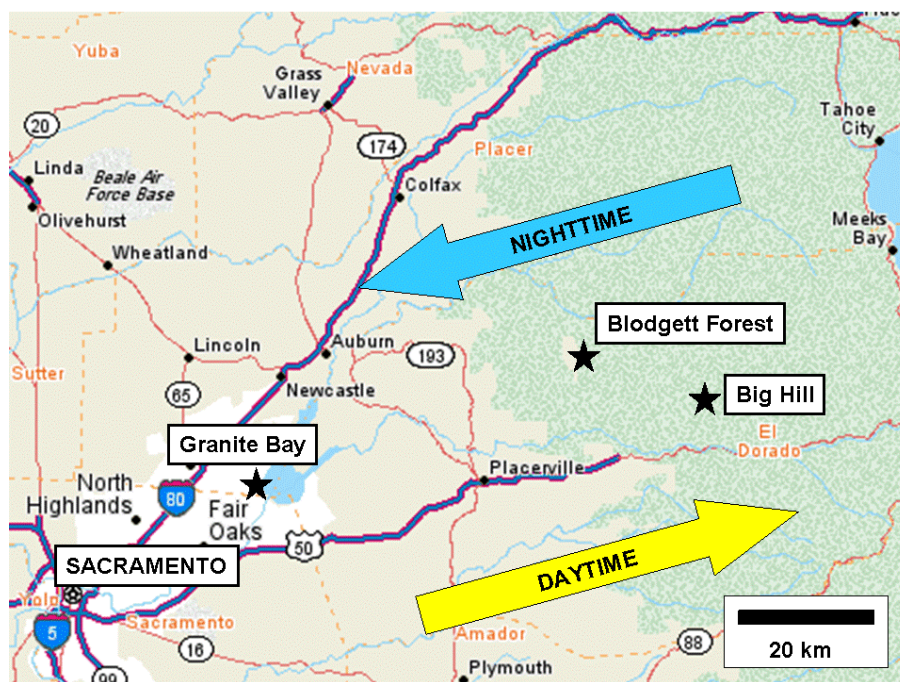 Yuba
Nevada
Grass
Valley
20
174
Placer
Tahoe
City
Linda
Beale Air
Force Base
Colfax
Olivehurst
NIGHTTIME
Meeks
Bay
Wheatland
Blodgett Forest
Lincoln
Auburn
193
Sutter
Newcastle
65
Big Hill
Granite Bay
El
Dorado
Placerville
North
Highlands
80
Fair
Oaks
50
SACRAMENTO
DAYTIME
Yolo
Sacramento
5
Amador
16
88
20 km
Plymouth
99